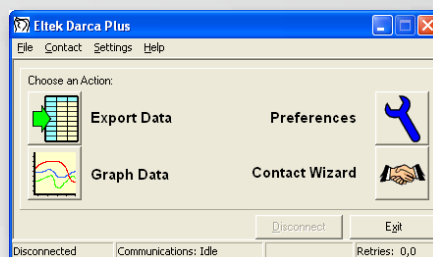 Eltek Darca Plus
File Contact Settings Help
Choose an Action:
Export Data Preferences
Graph Data Contact Wizard
Disconnect Exit
Disconnected Communications: Idle Retries: 0,0